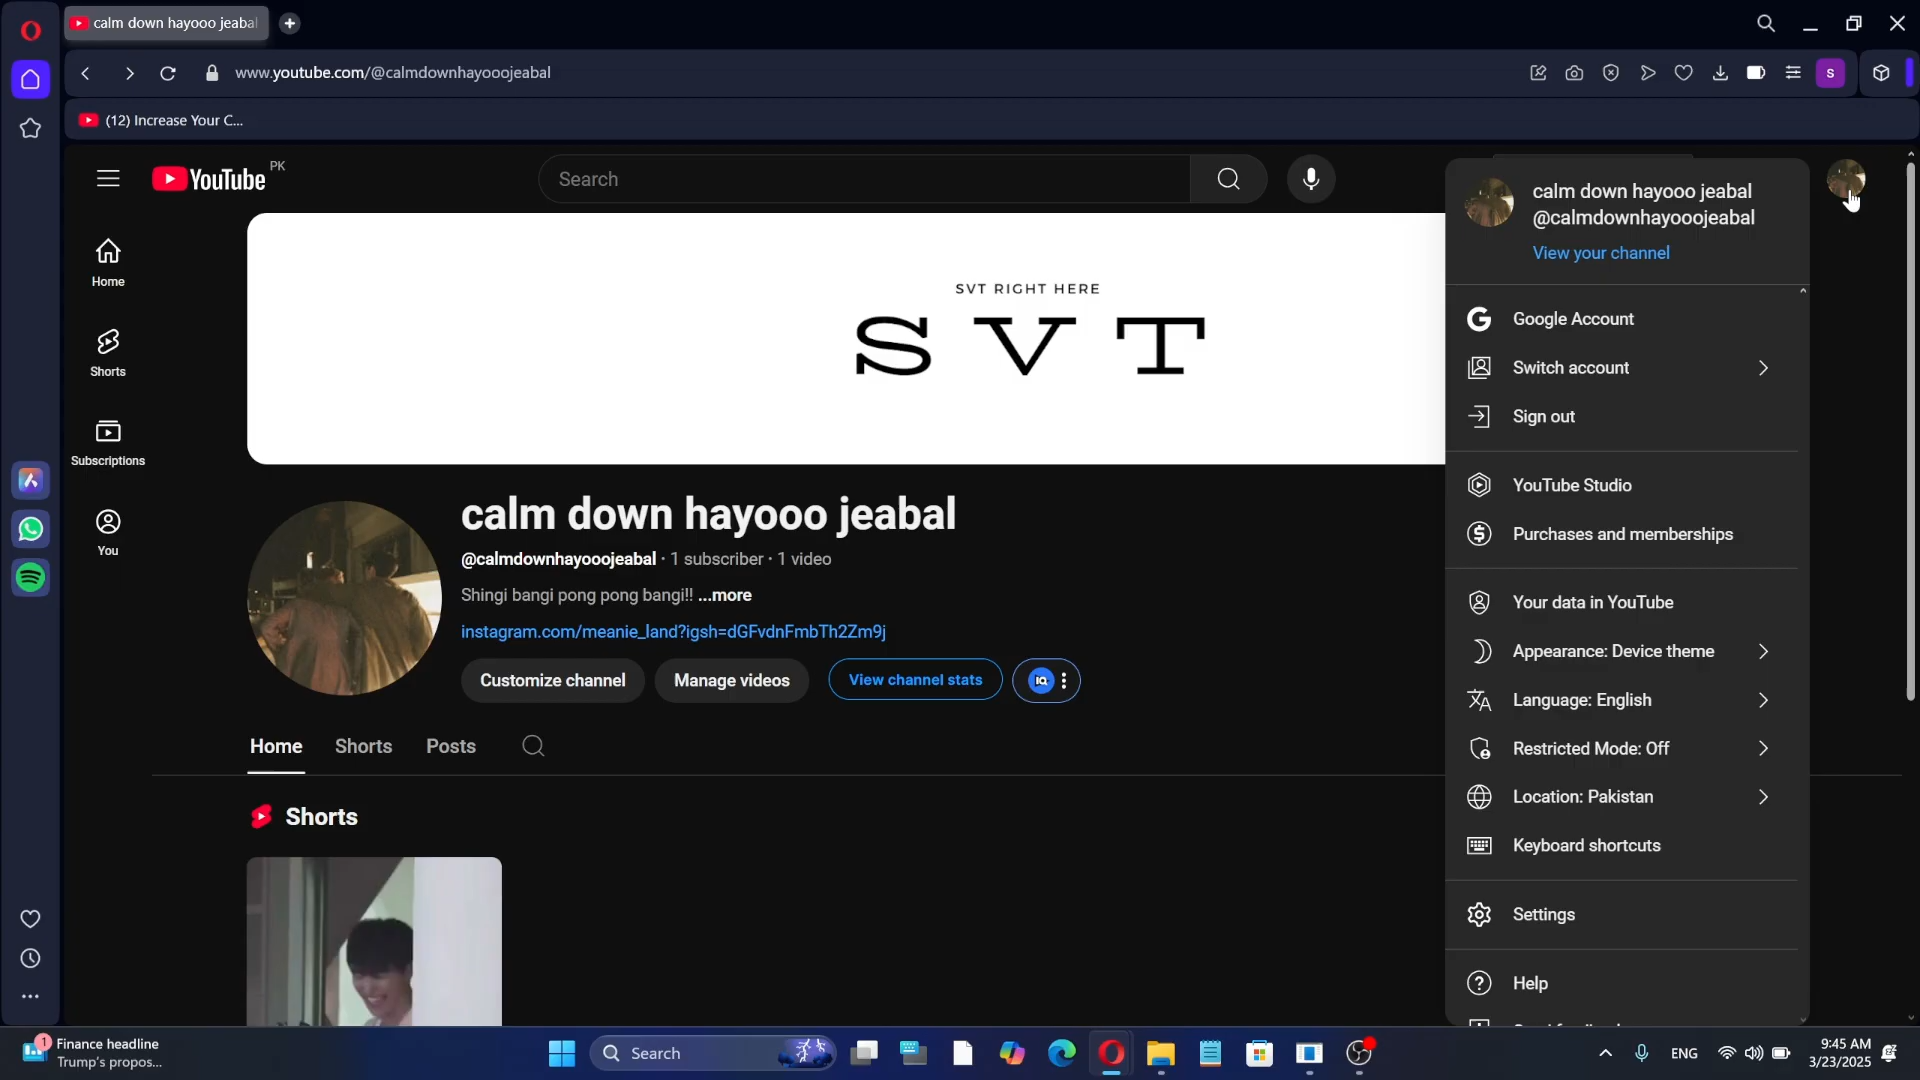 calm down hayooo jeabal
www.youtube.com/@calmdownhayooojeabal
S
(12) Increase Your C...
YouTube PK
Search
calm down hayooo jeabal
@calmdownhayooojeabal
View your channel
Home
Shorts
Subscriptions
You
SVT RIGHT HERE
SVT
Google Account
Switch account
Sign out
YouTube Studio
Purchases and memberships
Your data in YouTube
Appearance: Device theme
Language: English
Restricted Mode: Off
Location: Pakistan
Keyboard shortcuts
Settings
Help
calm down hayooo jeabal
@calmdownhayooojeabal · 1 subscriber · 1 video
Shingi bangi pong pong bangi!! ...more
instagram.com/meanie_land?igsh=dGFvdnFmbTh2Zm9j
Customize channel
Manage videos
View channel stats
IQ
Home
Shorts
Posts
Shorts
1
Finance headline
Trump's propos...
Search
ENG
9:45 AM
3/23/2025